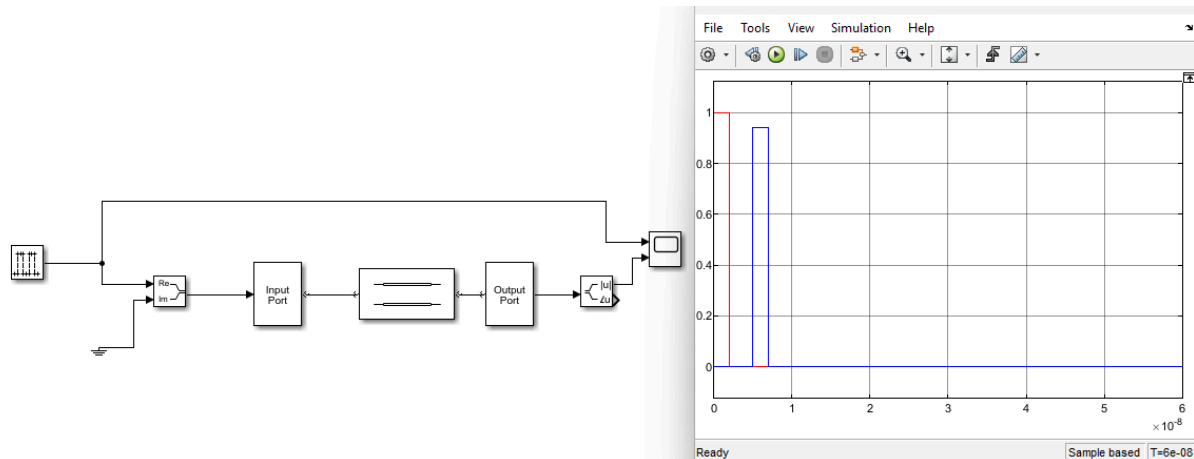 File Tools View Simulation Help
1
0.8
0.6
0.4
0.2
0
0 1 2 3 4 5 6
×10-8
Re
Im
Input
Port
Output
Port
|u|
∠u
Ready Sample based T=6e-08